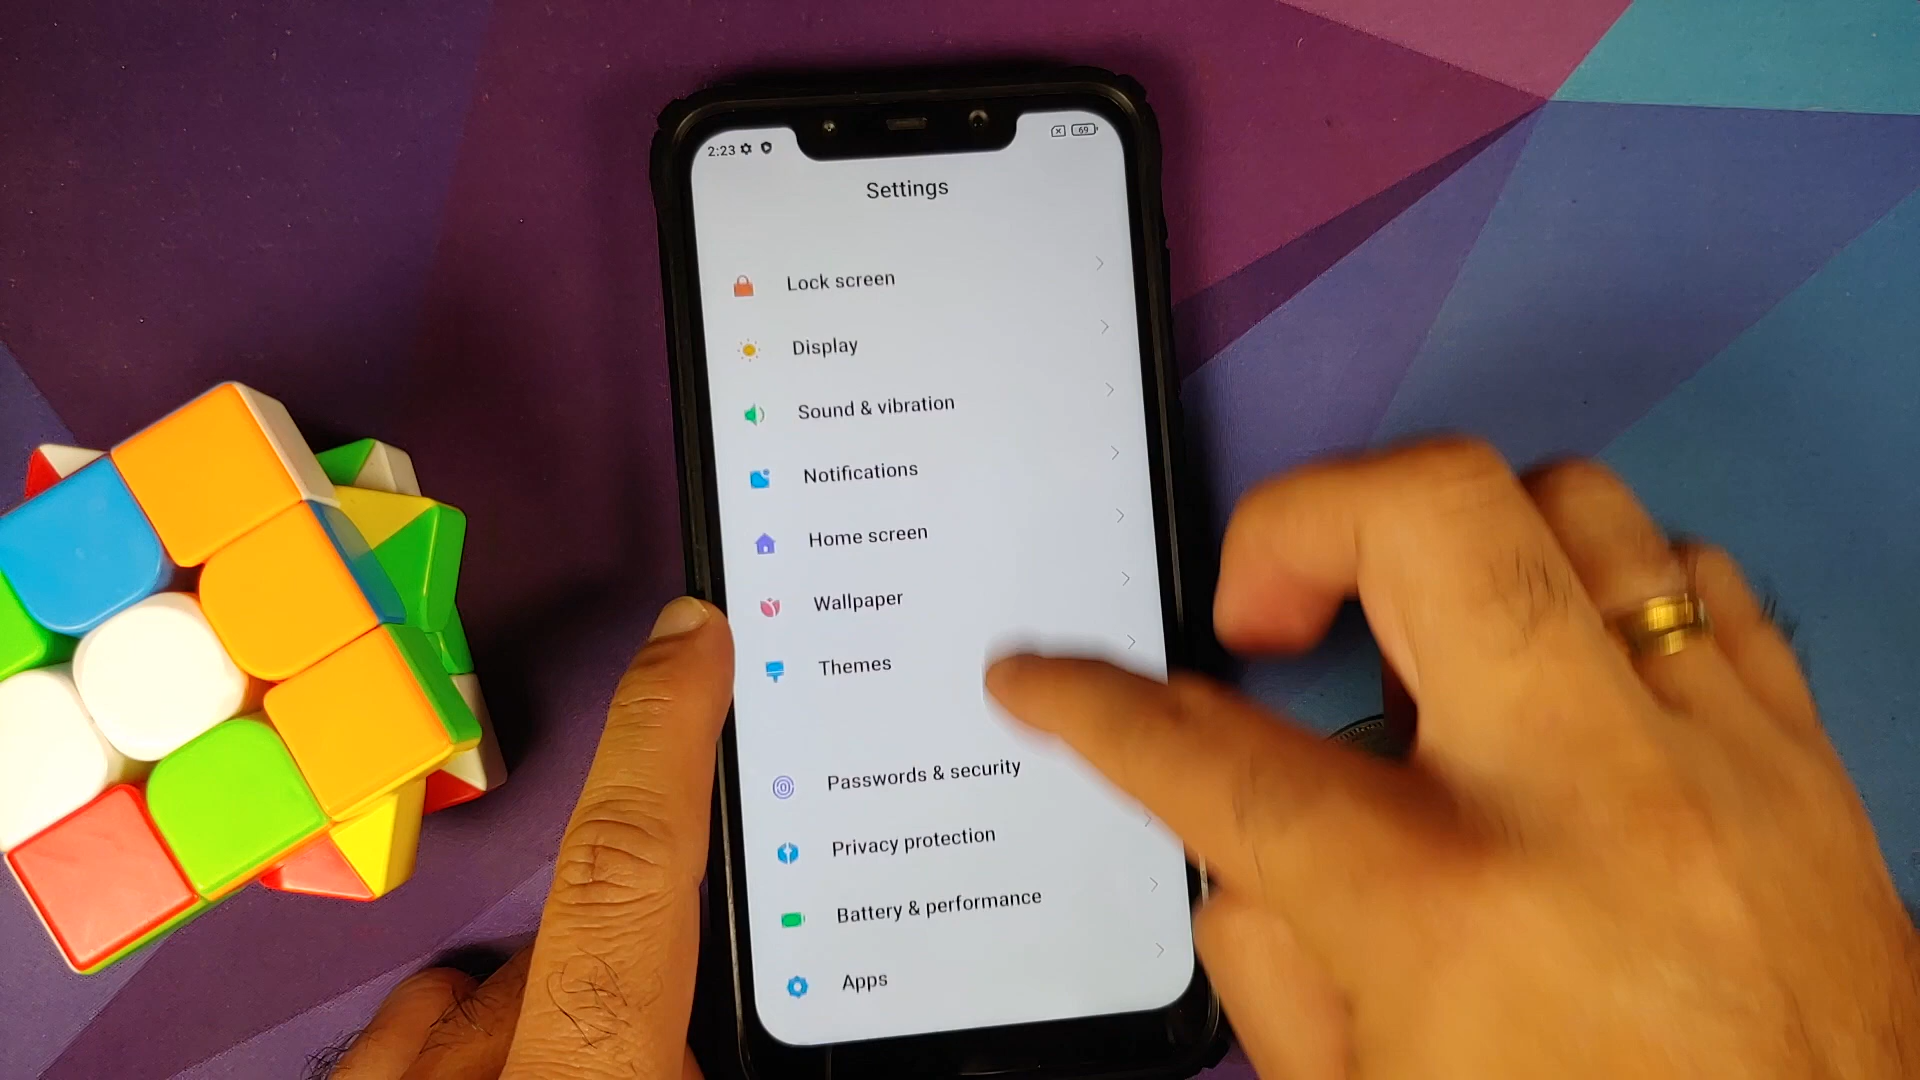 2:23
69
Settings
Lock screen
Display
Sound & vibration
Notifications
Home screen
Wallpaper
Themes
Passwords & security
Privacy protection
Battery & performance
Apps